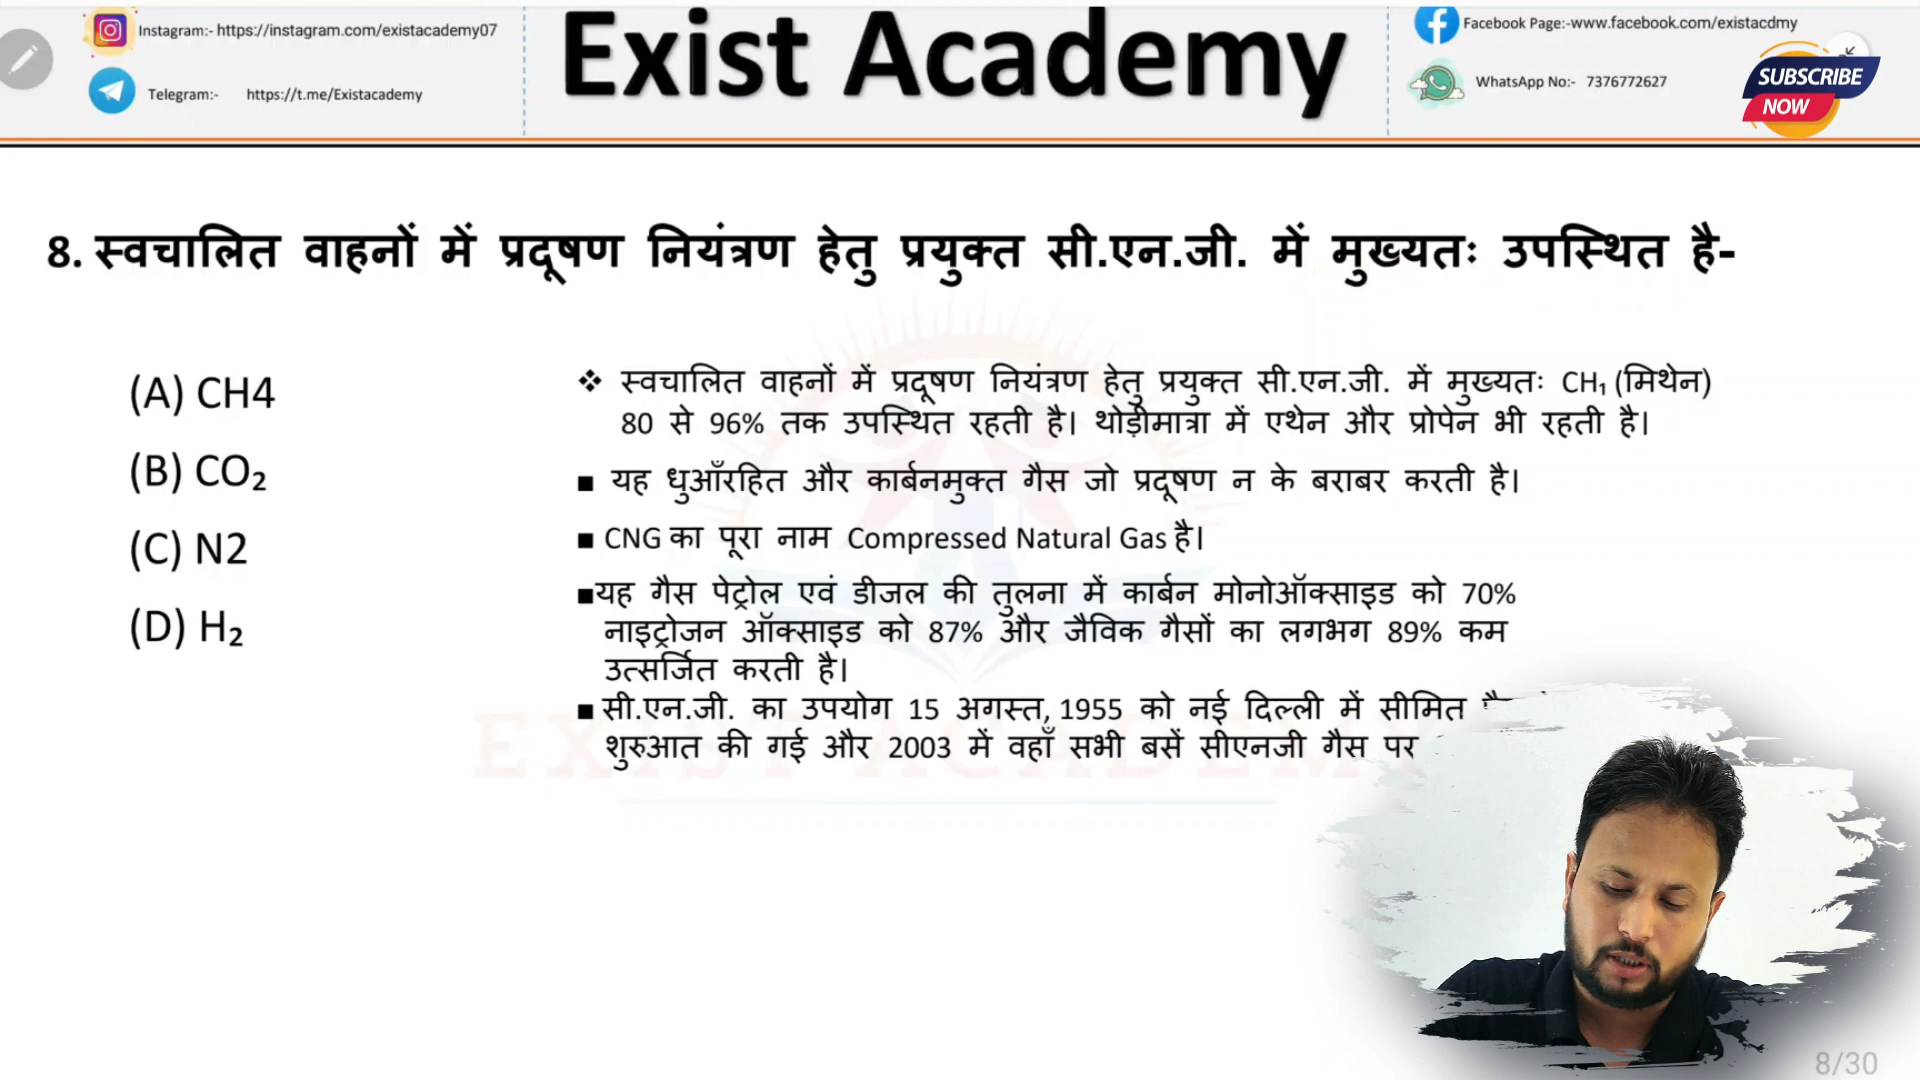 Instagram:- https://instagram.com/existacademy07
Telegram:- https://t.me/Existacademy
Exist Academy
Facebook Page:-www.facebook.com/existacdmy
WhatsApp No:- 7376772627
SUBSCRIBE
NOW
8. स्वचालित वाहनों में प्रदूषण नियंत्रण हेतु प्रयुक्त सी.एन.जी. में मुख्यतः उपस्थित है-
(A) CH4
(B) CO₂
(C) N2
(D) H₂
❖ स्वचालित वाहनों में प्रदूषण नियंत्रण हेतु प्रयुक्त सी.एन.जी. में मुख्यतः CH₁ (मिथेन)
80 से 96% तक उपस्थित रहती है। थोड़ीमात्रा में एथेन और प्रोपेन भी रहती है।
■ यह धुआँरहित और कार्बनमुक्त गैस जो प्रदूषण न के बराबर करती है।
■ CNG का पूरा नाम Compressed Natural Gas है।
■यह गैस पेट्रोल एवं डीजल की तुलना में कार्बन मोनोऑक्साइड को 70%
नाइट्रोजन ऑक्साइड को 87% और जैविक गैसों का लगभग 89% कम
उत्सर्जित करती है।
■ सी.एन.जी. का उपयोग 15 अगस्त, 1955 को नई दिल्ली में सीमित
शुरुआत की गई और 2003 में वहाँ सभी बसें सीएनजी गैस पर
EXIST ACADEMY
8/30